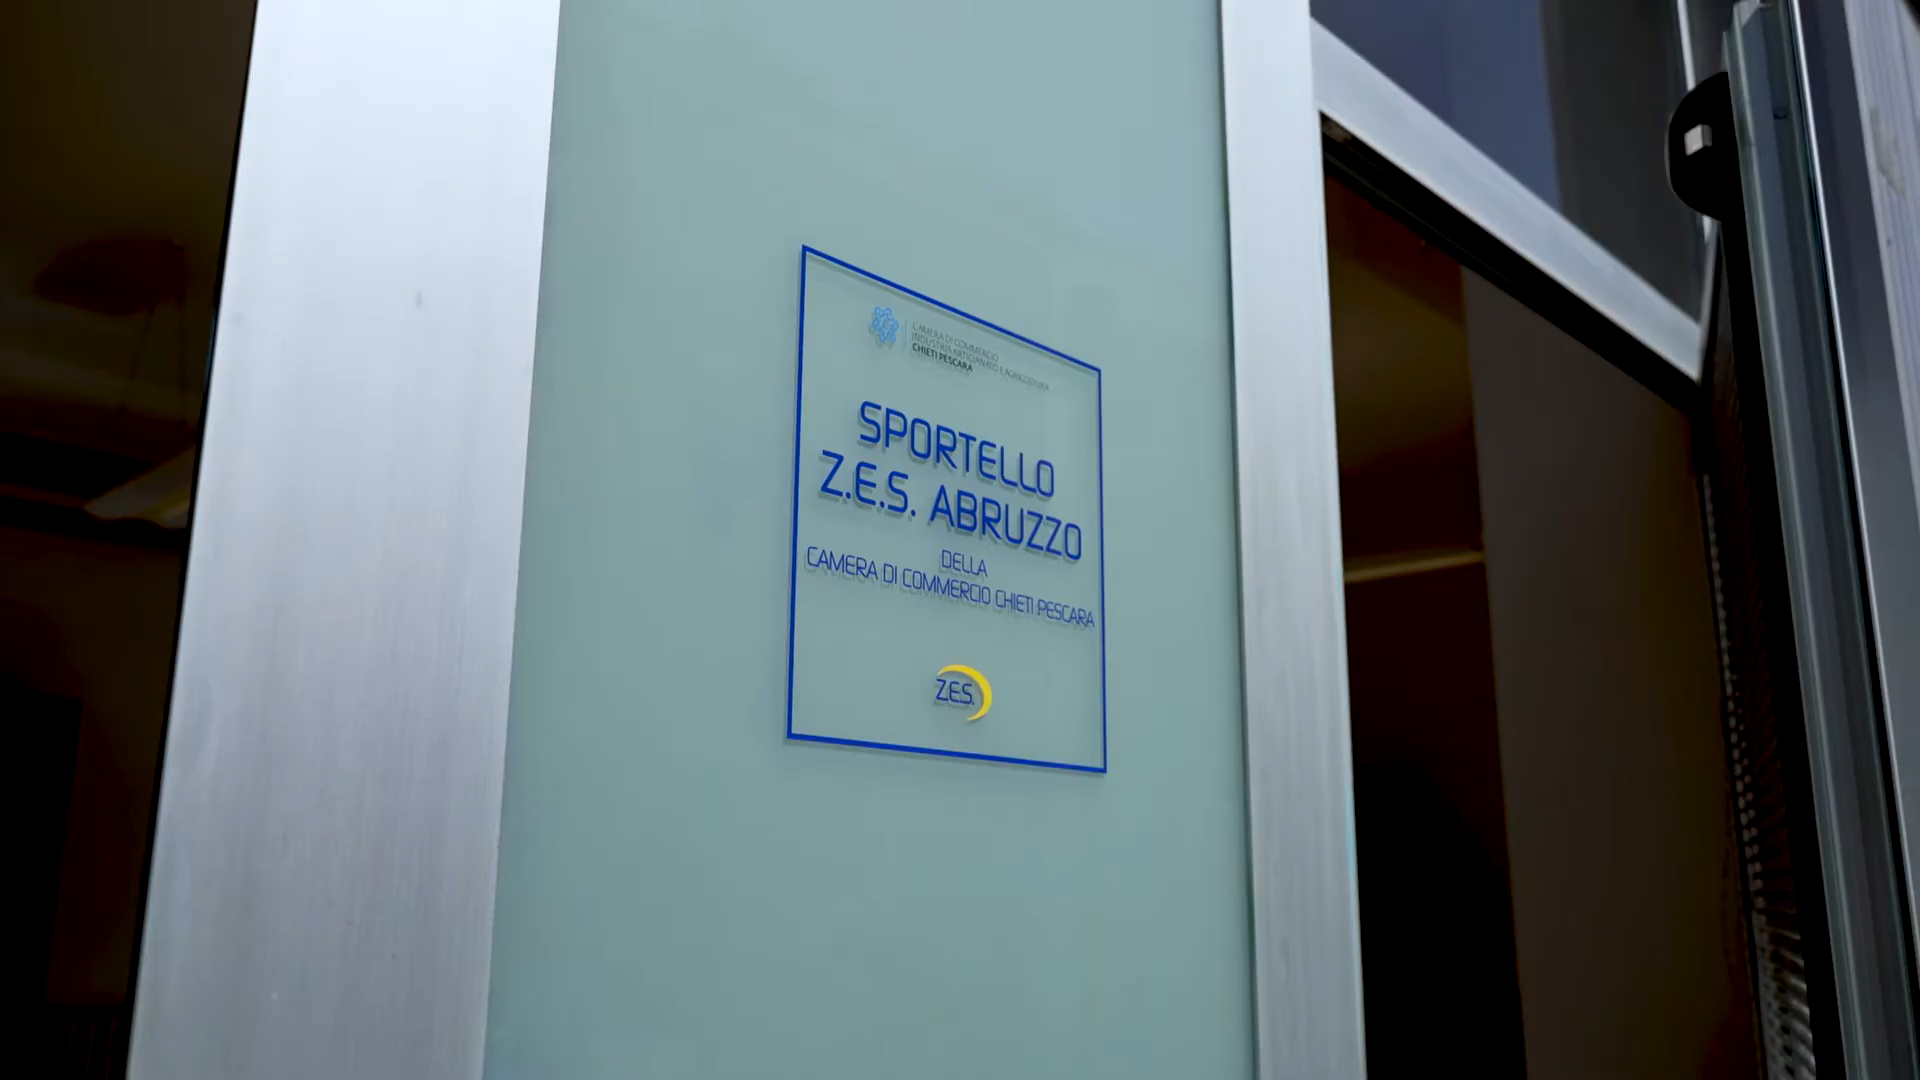 CAMERA DI COMMERCIO
INDUSTRIA ARTIGIANATO E AGRICOLTURA
CHIETI PESCARA
SPORTELLO
Z.E.S. ABRUZZO
DELLA
CAMERA DI COMMERCIO CHIETI PESCARA
Z.E.S.